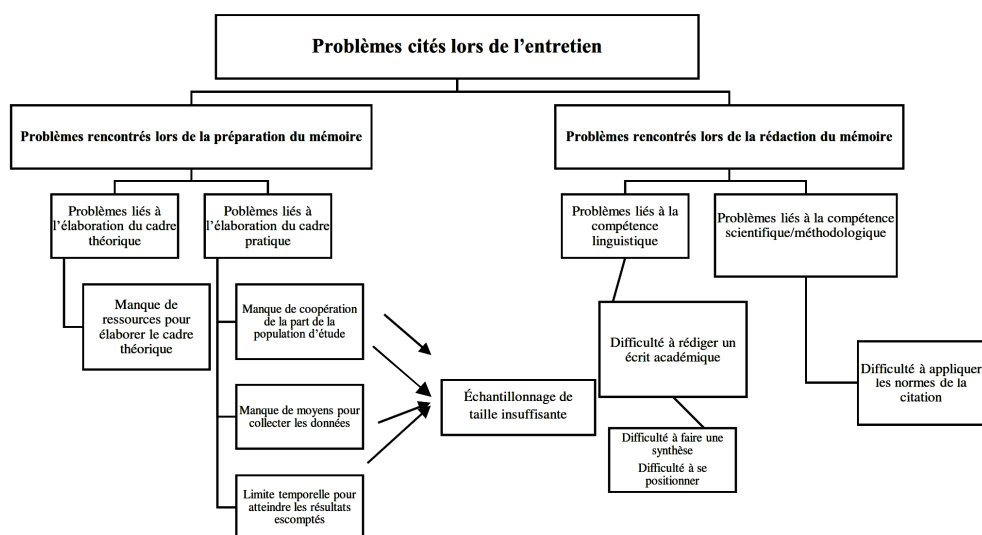 Problèmes cités lors de l'entretien
Problèmes rencontrés lors de la préparation du mémoire
Problèmes rencontrés lors de la rédaction du mémoire
Problèmes liés à
l'élaboration du cadre
théorique
Poblèmes liés à
l'élaboration du cadre
pratique
Problèmes liés à la
compétence
linguistique
Problèmes liés à la compétence
scientifique/méthodologique
Manque de
ressources pour
élaborer le cadre
théorique
Manque de coopération
de la part de la
population d'étude
Manque de moyens pour
collecter les données
Limite temporelle pour
atteindre les résultats
escomptés
Échantillonnage de
taille insuffisante
Difficulté à rédiger un
écrit académique
Difficulté à faire une
synthèse
Difficulté à se
positionner
Difficulté à appliquer
les normes de la
citation